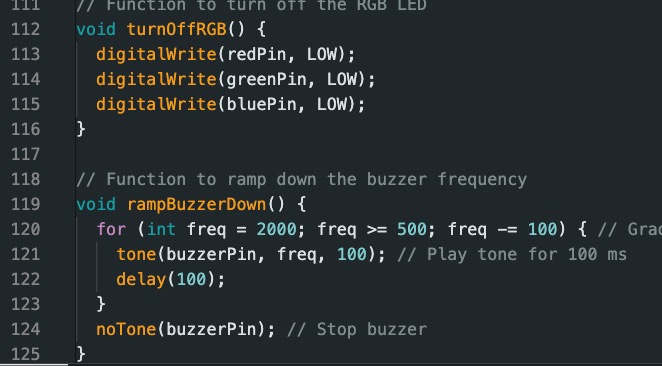 111 // Function to turn off the RGB LED
112 void turnOffRGB() {
113 digitalWrite(redPin, LOW);
114 digitalWrite(greenPin, LOW);
115 digitalWrite(bluePin, LOW);
116 }
117
118 // Function to ramp down the buzzer frequency
119 void rampBuzzerDown() {
120 for (int freq = 2000; freq >= 500; freq -= 100) { //
121 tone(buzzerPin, freq, 100); // Play tone for 100 ms
122 delay(100);
123 }
124 noTone(buzzerPin); // Stop buzzer
125 }